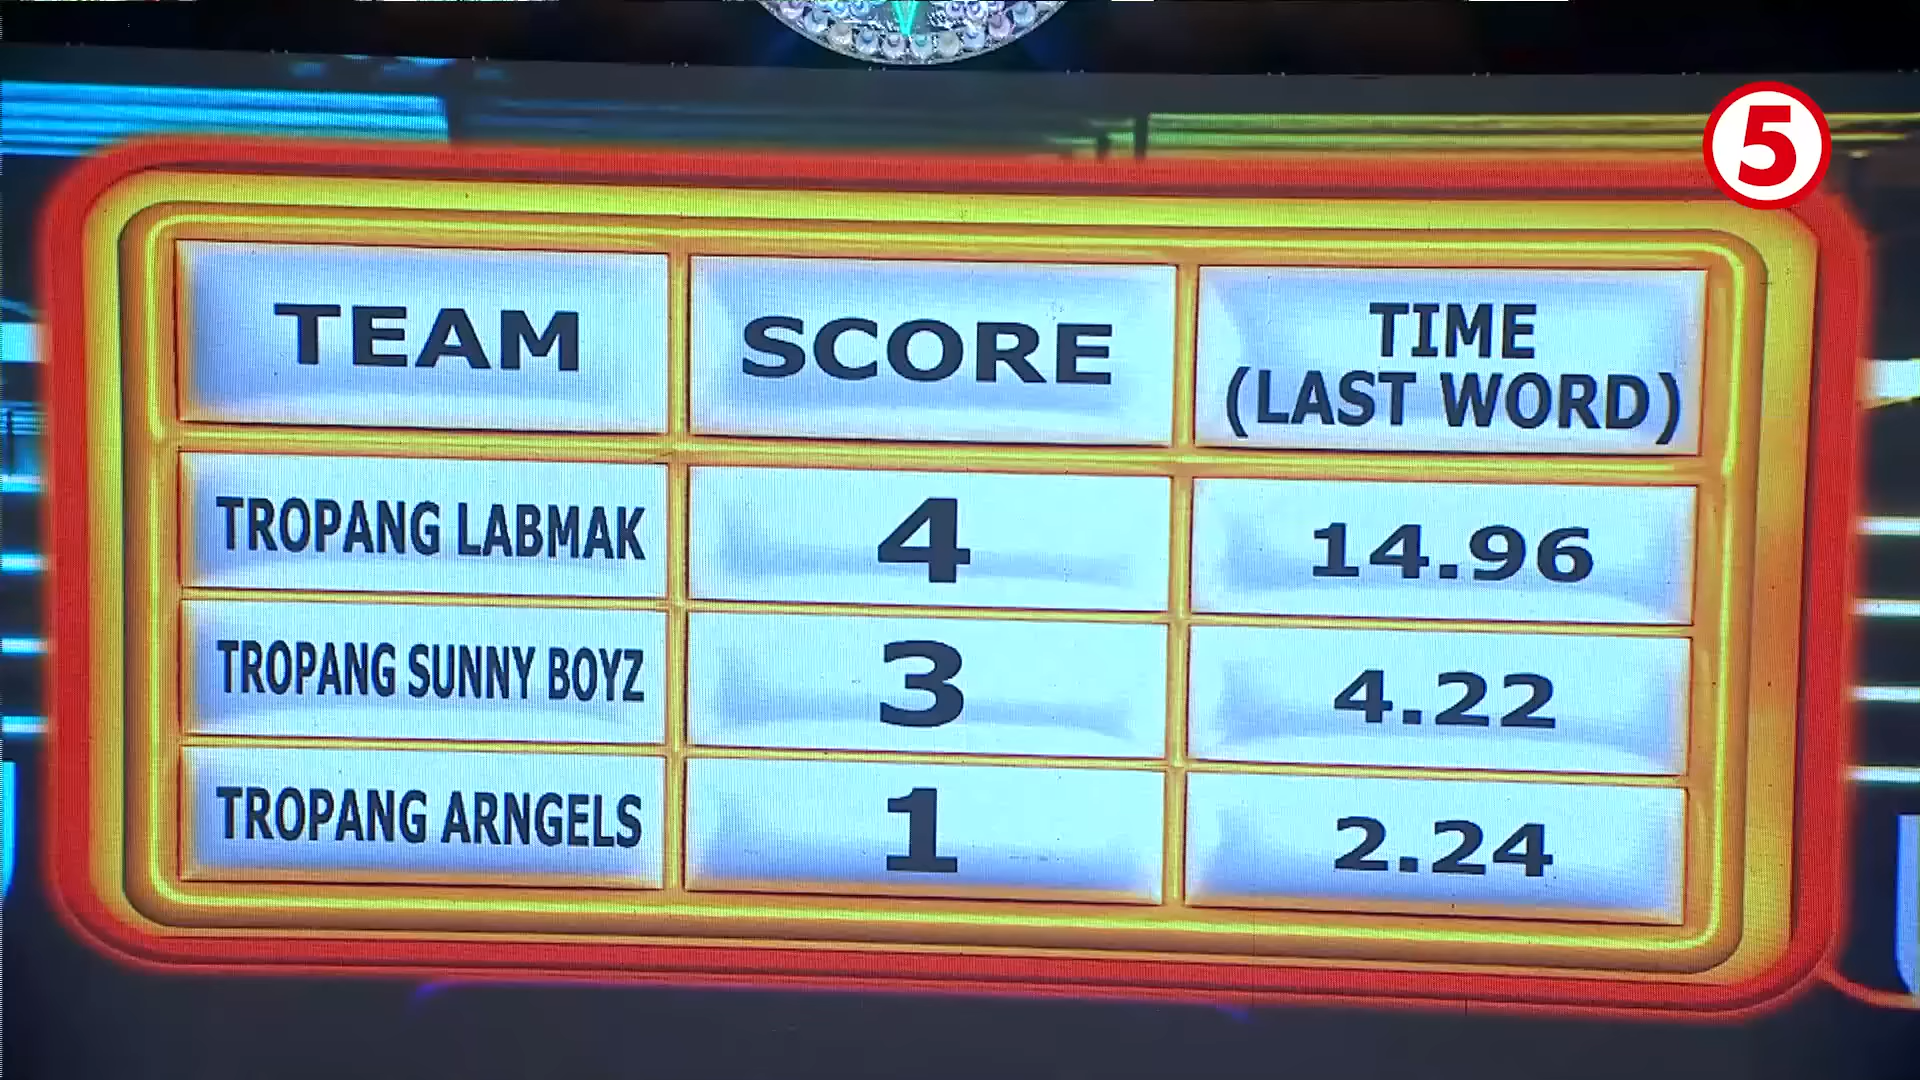 5
TEAM
SCORE
TIME
(LAST WORD)
TROPANG LABMAK
4
14.96
TROPANG SUNNY BOYZ
3
4.22
TROPANG ARNGELS
1
2.24